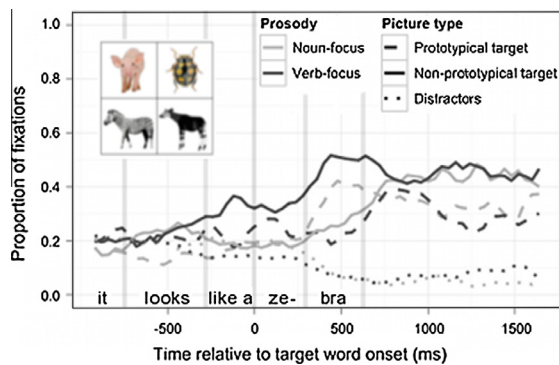 Prosody
Noun-focus
Verb-focus
Picture type
Prototypical target
Non-prototypical target
Distractors
Proportion of fixations
1.0
0.8
0.6
0.4
0.2
0.0
it looks like a ze- bra
-500 0 500 1000 1500
Time relative to target word onset (ms)